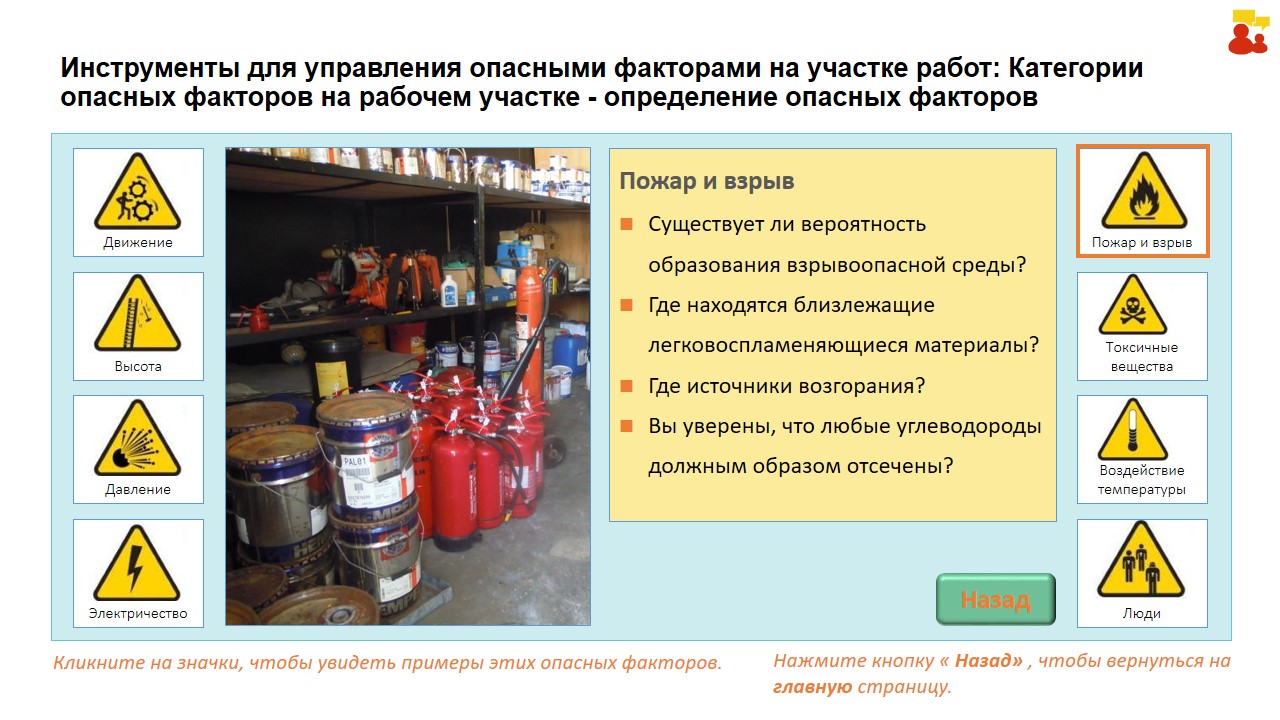 Инструменты для управления опасными факторами на участке работ: Категории
опасных факторов на рабочем участке - определение опасных факторов
Движение
Высота
Давление
Электричество
PAL01
HEMPEL
Пожар и взрыв
Существует ли вероятность
образования взрывоопасной среды?
Где находятся близлежащие
легковоспламеняющиеся материалы?
Где источники возгорания?
Вы уверены, что любые углеводороды
должным образом отсечены?
Назад
Пожар и взрыв
Токсичные
вещества
Воздействие
температуры
Люди
Кликните на значки, чтобы увидеть примеры этих опасных факторов.
Нажмите кнопку « Назад» , чтобы вернуться на
главную страницу.